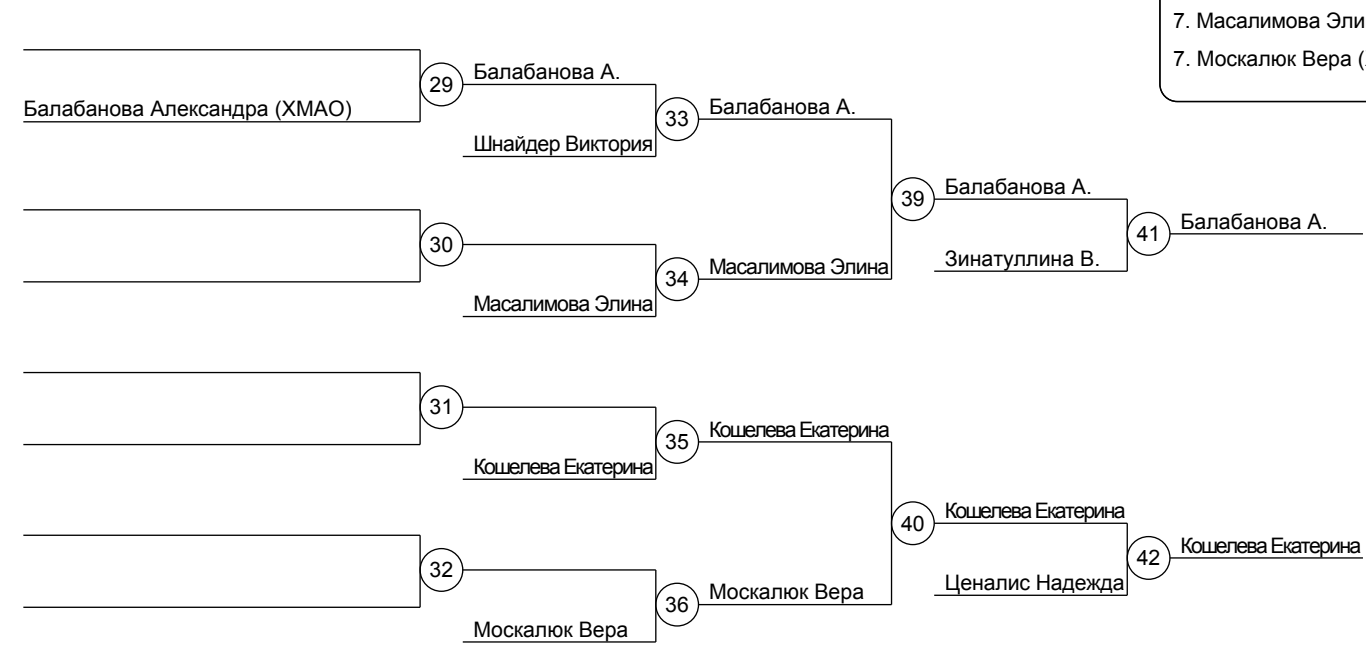 7. Масалимова Эли
7. Москалюк Вера (
Балабанова Александра (ХМАО)
29
Балабанова А.
Шнайдер Виктория
33
Балабанова А.
30
Масалимова Элина
34
Масалимова Элина
39
Балабанова А.
Зинатуллина В.
41
Балабанова А.
31
Кошелева Екатерина
35
Кошелева Екатерина
32
Москалюк Вера
36
Москалюк Вера
40
Кошелева Екатерина
Ценалис Надежда
42
Кошелева Екатерина